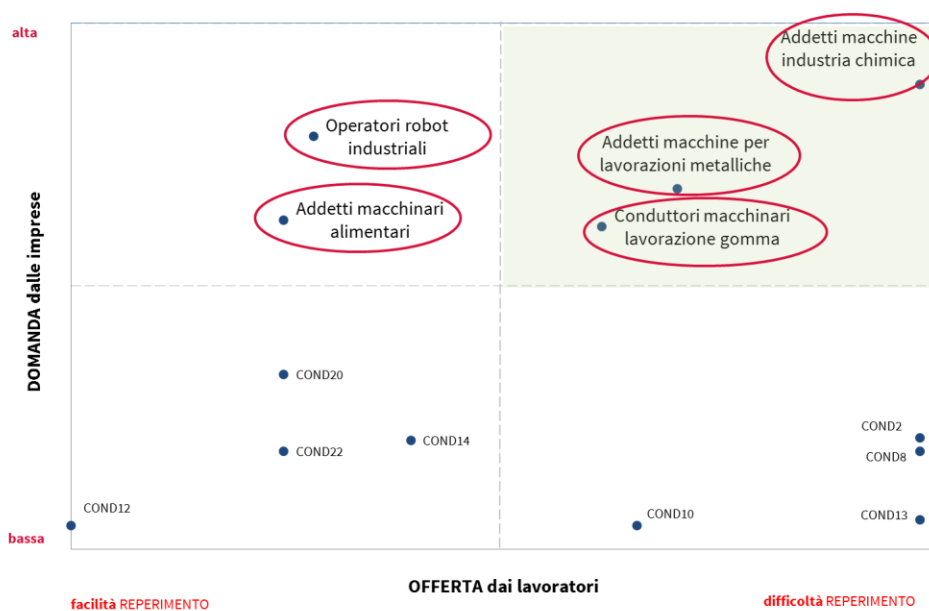 alta
Addetti macchine
industria chimica
Operatori robot
industriali
Addetti macchine per
lavorazioni metalliche
Addetti macchinari
alimentari
Conduttori macchinari
lavorazione gomma
DOMANDA dalle imprese
COND20
COND22
COND14
COND2
COND8
COND12
COND10
COND13
bassa
OFFERTA dai lavoratori
facilità REPERIMENTO
difficoltà REPERIMENTO